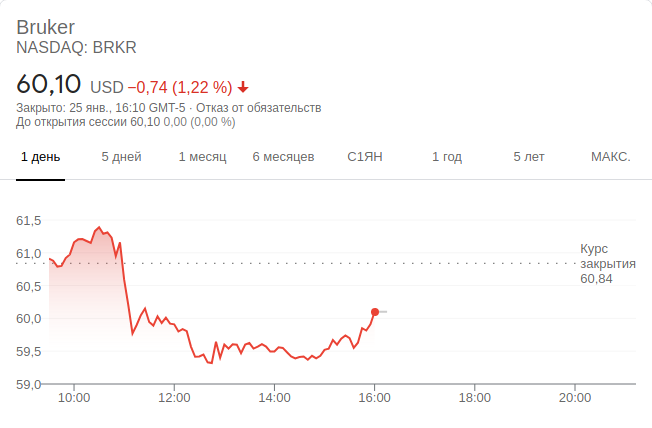 Bruker
NASDAQ: BRKR
60,10 USD −0,74 (1,22 %)
Закрыто: 25 янв., 16:10 GMT-5 · Отказ от обязательств
До открытия сессии 60,10 0,00 (0,00 %)
1 день 5 дней 1 месяц 6 месяцев С1ЯН 1 год 5 лет МАКС.
61,5
61,0
60,5
60,0
59,5
59,0
Курс
закрытия
60,84
10:00 12:00 14:00 16:00 18:00 20:00